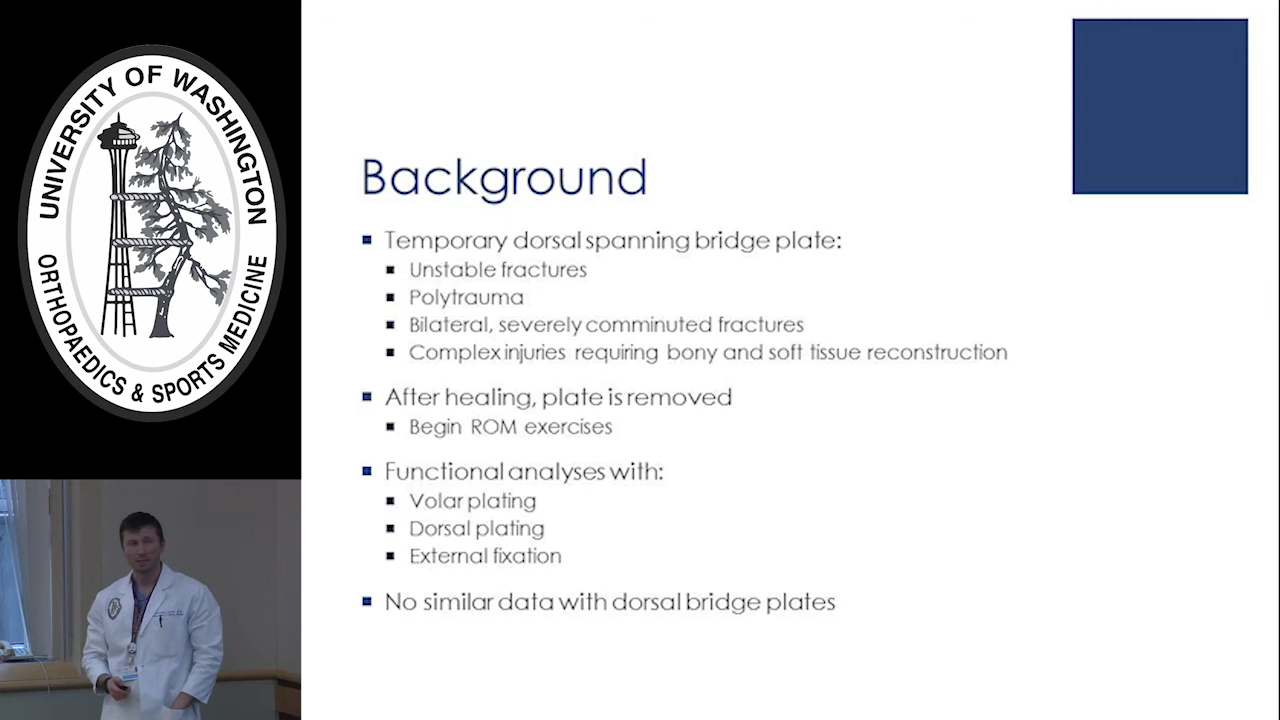 UNIVERSITY OF WASHINGTON
ORTHOPAEDICS & SPORTS MEDICINE
Background
Temporary dorsal spanning bridge plate:
Unstable fractures
Polytrauma
Bilateral, severely comminuted fractures
Complex injuries requiring bony and soft tissue reconstruction
After healing, plate is removed
Begin ROM exercises
Functional analyses with:
Volar plating
Dorsal plating
External fixation
No similar data with dorsal bridge plates